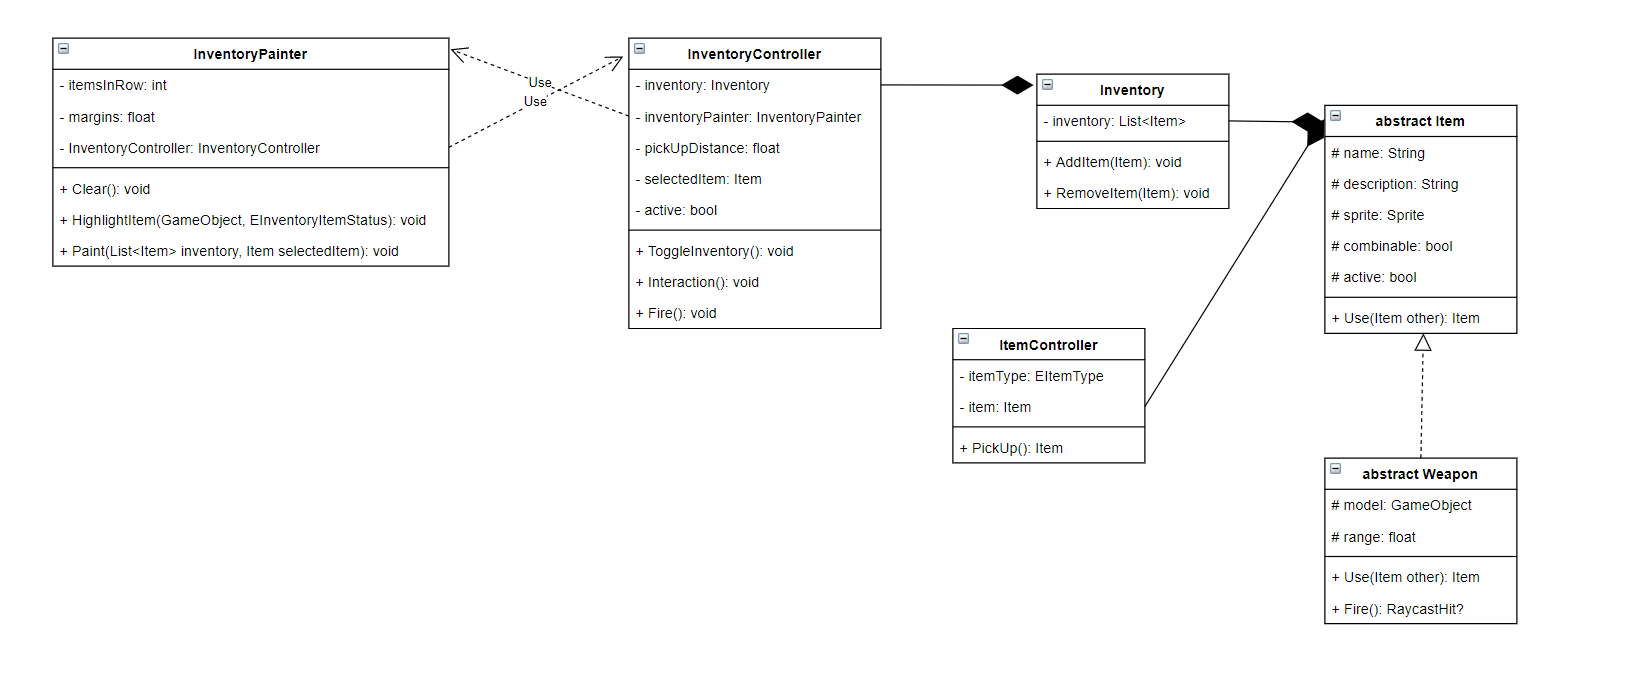 InventoryPainter
- itemsInRow: int
- margins: float
- InventoryController: InventoryController
+ Clear(): void
+ HighlightItem(GameObject, EInventoryItemStatus): void
+ Paint(List<Item> inventory, Item selectedItem): void
Use
Use
InventoryController
- inventory: Inventory
- inventoryPainter: InventoryPainter
- pickUpDistance: float
- selectedItem: Item
- active: bool
+ ToggleInventory(): void
+ Interaction(): void
+ Fire(): void
Inventory
- inventory: List<Item>
+ AddItem(Item): void
+ RemoveItem(Item): void
abstract Item
# name: String
# description: String
# sprite: Sprite
# combinable: bool
# active: bool
+ Use(Item other): Item
ItemController
- itemType: EItemType
- item: Item
+ PickUp(): Item
abstract Weapon
# model: GameObject
# range: float
+ Use(Item other): Item
+ Fire(): RaycastHit?